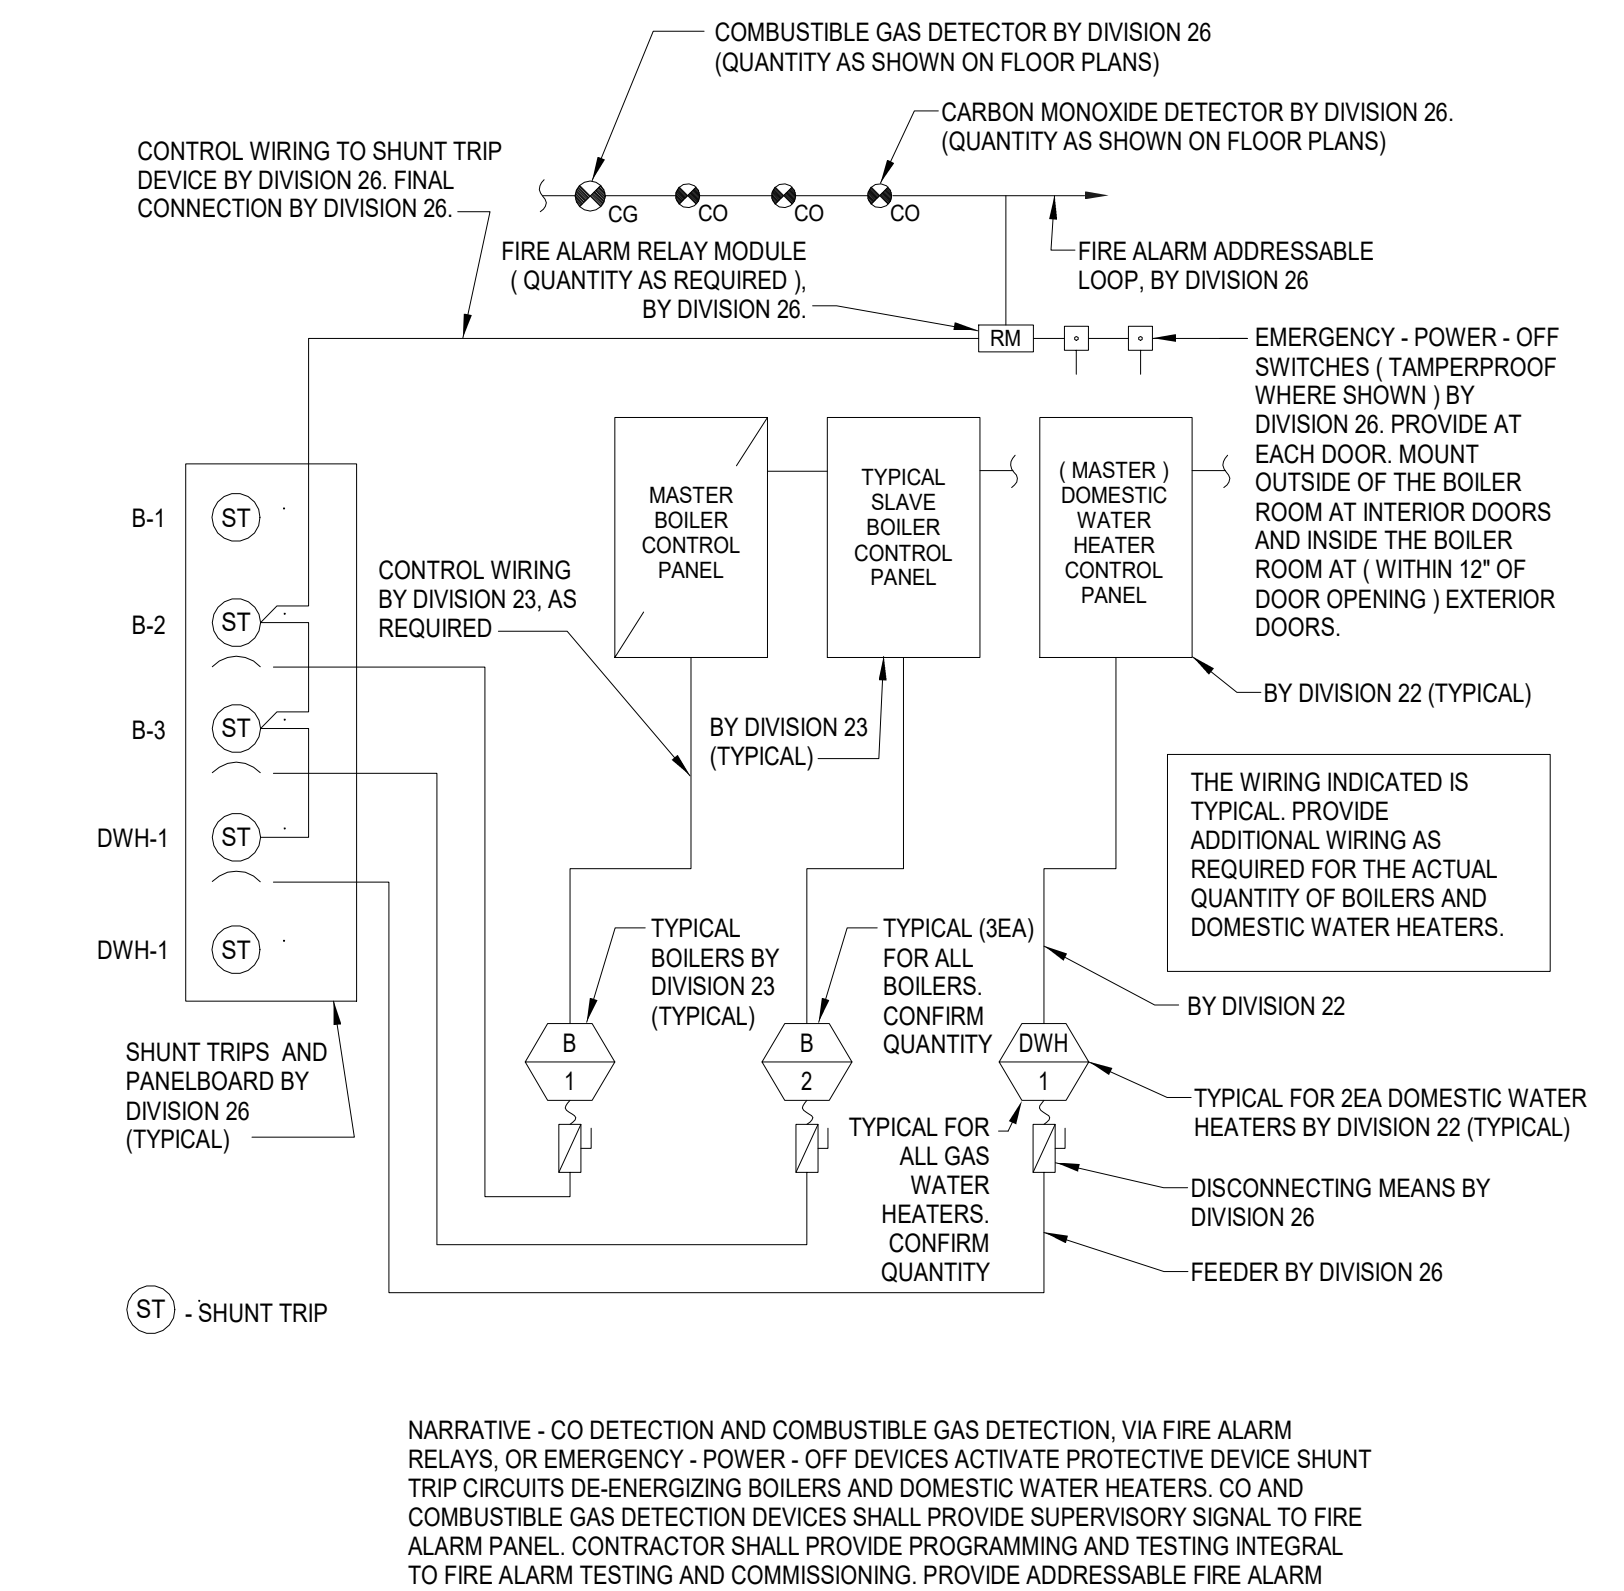 COMBUSTIBLE GAS DETECTOR BY DIVISION 26
(QUANTITY AS SHOWN ON FLOOR PLANS)
CARBON MONOXIDE DETECTOR BY DIVISION 26.
(QUANTITY AS SHOWN ON FLOOR PLANS)
CONTROL WIRING TO SHUNT TRIP
DEVICE BY DIVISION 26. FINAL
CONNECTION BY DIVISION 26.
CG
CO
CO
CO
FIRE ALARM RELAY MODULE
( QUANTITY AS REQUIRED ),
BY DIVISION 26.
FIRE ALARM ADDRESSABLE
LOOP, BY DIVISION 26
RM
EMERGENCY - POWER - OFF
SWITCHES ( TAMPERPROOF
WHERE SHOWN ) BY
DIVISION 26. PROVIDE AT
EACH DOOR. MOUNT
OUTSIDE OF THE BOILER
ROOM AT INTERIOR DOORS
AND INSIDE THE BOILER
ROOM AT ( WITHIN 12" OF
DOOR OPENING ) EXTERIOR
DOORS.
B-1
ST
B-2
ST
B-3
ST
DWH-1
ST
DWH-1
ST
MASTER
BOILER
CONTROL
PANEL
TYPICAL
SLAVE
BOILER
CONTROL
PANEL
( MASTER )
DOMESTIC
WATER
HEATER
CONTROL
PANEL
CONTROL WIRING
BY DIVISION 23, AS
REQUIRED
BY DIVISION 23
(TYPICAL)
BY DIVISION 22 (TYPICAL)
THE WIRING INDICATED IS
TYPICAL. PROVIDE
ADDITIONAL WIRING AS
REQUIRED FOR THE ACTUAL
QUANTITY OF BOILERS AND
DOMESTIC WATER HEATERS.
TYPICAL
BOILERS BY
DIVISION 23
(TYPICAL)
TYPICAL (3EA)
FOR ALL
BOILERS.
CONFIRM
QUANTITY
BY DIVISION 22
SHUNT TRIPS AND
PANELBOARD BY
DIVISION 26
(TYPICAL)
B
1
B
2
DWH
1
TYPICAL FOR 2EA DOMESTIC WATER
HEATERS BY DIVISION 22 (TYPICAL)
TYPICAL FOR
ALL GAS
WATER
HEATERS.
CONFIRM
QUANTITY
DISCONNECTING MEANS BY
DIVISION 26
FEEDER BY DIVISION 26
ST - SHUNT TRIP
NARRATIVE - CO DETECTION AND COMBUSTIBLE GAS DETECTION, VIA FIRE ALARM
RELAYS, OR EMERGENCY - POWER - OFF DEVICES ACTIVATE PROTECTIVE DEVICE SHUNT
TRIP CIRCUITS DE-ENERGIZING BOILERS AND DOMESTIC WATER HEATERS. CO AND
COMBUSTIBLE GAS DETECTION DEVICES SHALL PROVIDE SUPERVISORY SIGNAL TO FIRE
ALARM PANEL. CONTRACTOR SHALL PROVIDE PROGRAMMING AND TESTING INTEGRAL
TO FIRE ALARM TESTING AND COMMISSIONING. PROVIDE ADDRESSABLE FIRE ALARM